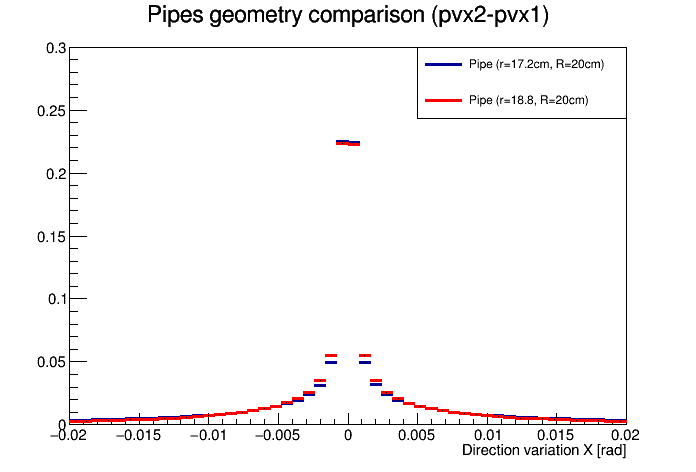 Pipes geometry comparison (pvx2-pvx1)
0.3
Pipe (r=17.2cm, R=20cm)
Pipe (r=18.8, R=20cm)
0.25
0.2
0.15
0.1
0.05
0
−0.02 −0.015 −0.01 −0.005 0 0.005 0.01 0.015 0.02
Direction variation X [rad]